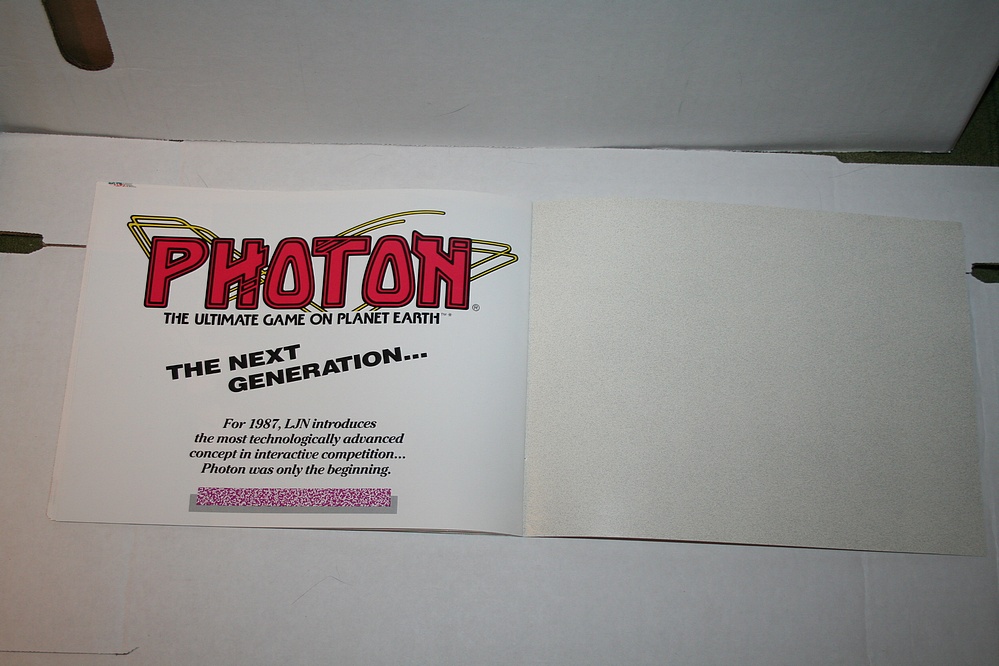 PHOTON®
THE ULTIMATE GAME ON PLANET EARTH™
THE NEXT
GENERATION...
For 1987, LJN introduces
the most technologically advanced
concept in interactive competition...
Photon was only the beginning.